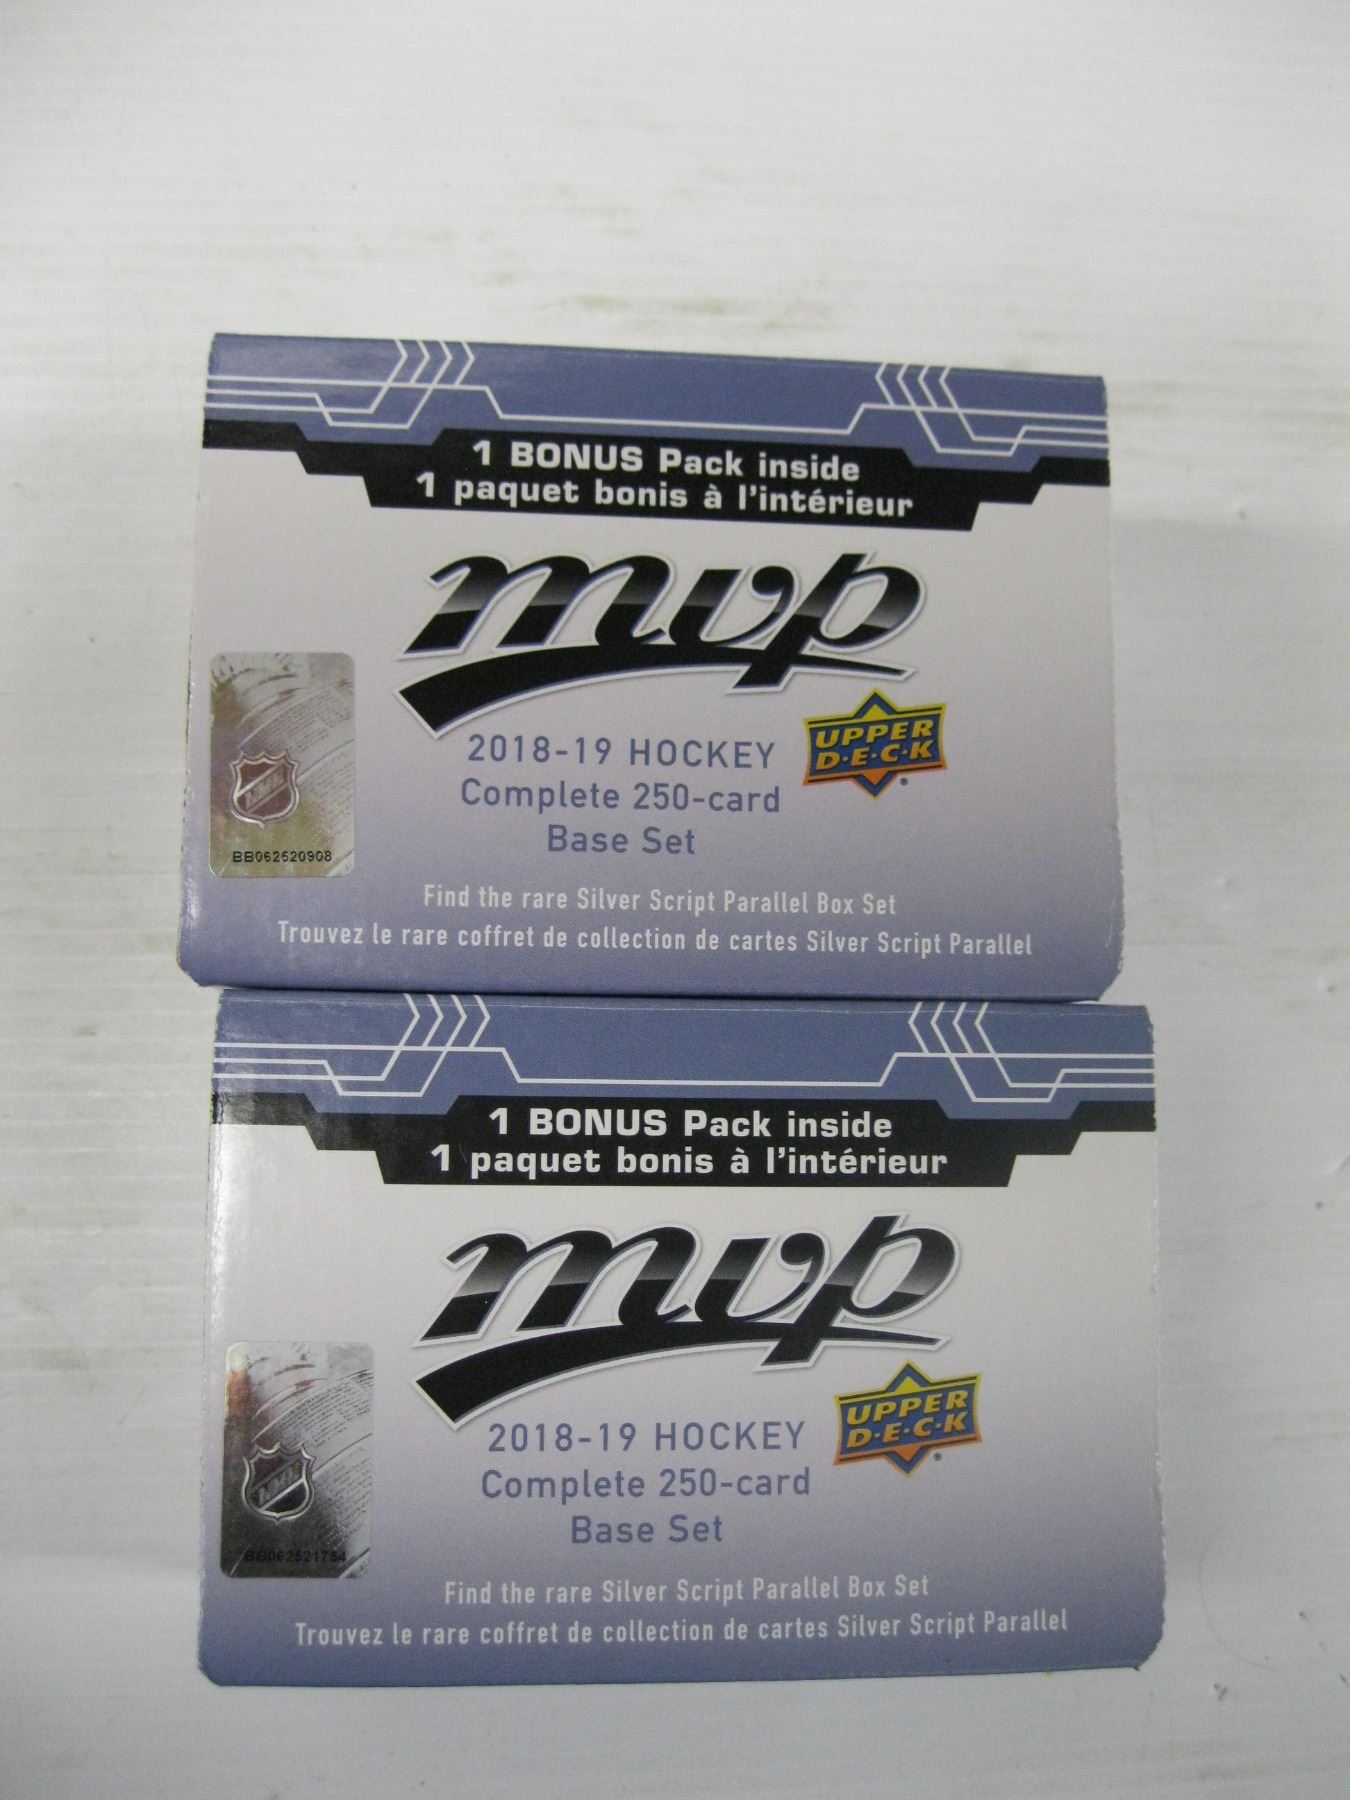 1 BONUS Pack inside
1 paquet bonis à l'intérieur
mvp
UPPER
D·E·C·K
2018-19 HOCKEY
Complete 250-card
Base Set
BB062520908
Find the rare Silver Script Parallel Box Set
Trouvez le rare coffret de collection de cartes Silver Script Parallel
1 BONUS Pack inside
1 paquet bonis à l'intérieur
mvp
UPPER
D·E·C·K
2018-19 HOCKEY
Complete 250-card
Base Set
BB062521754
Find the rare Silver Script Parallel Box Set
Trouvez le rare coffret de collection de cartes Silver Script Parallel